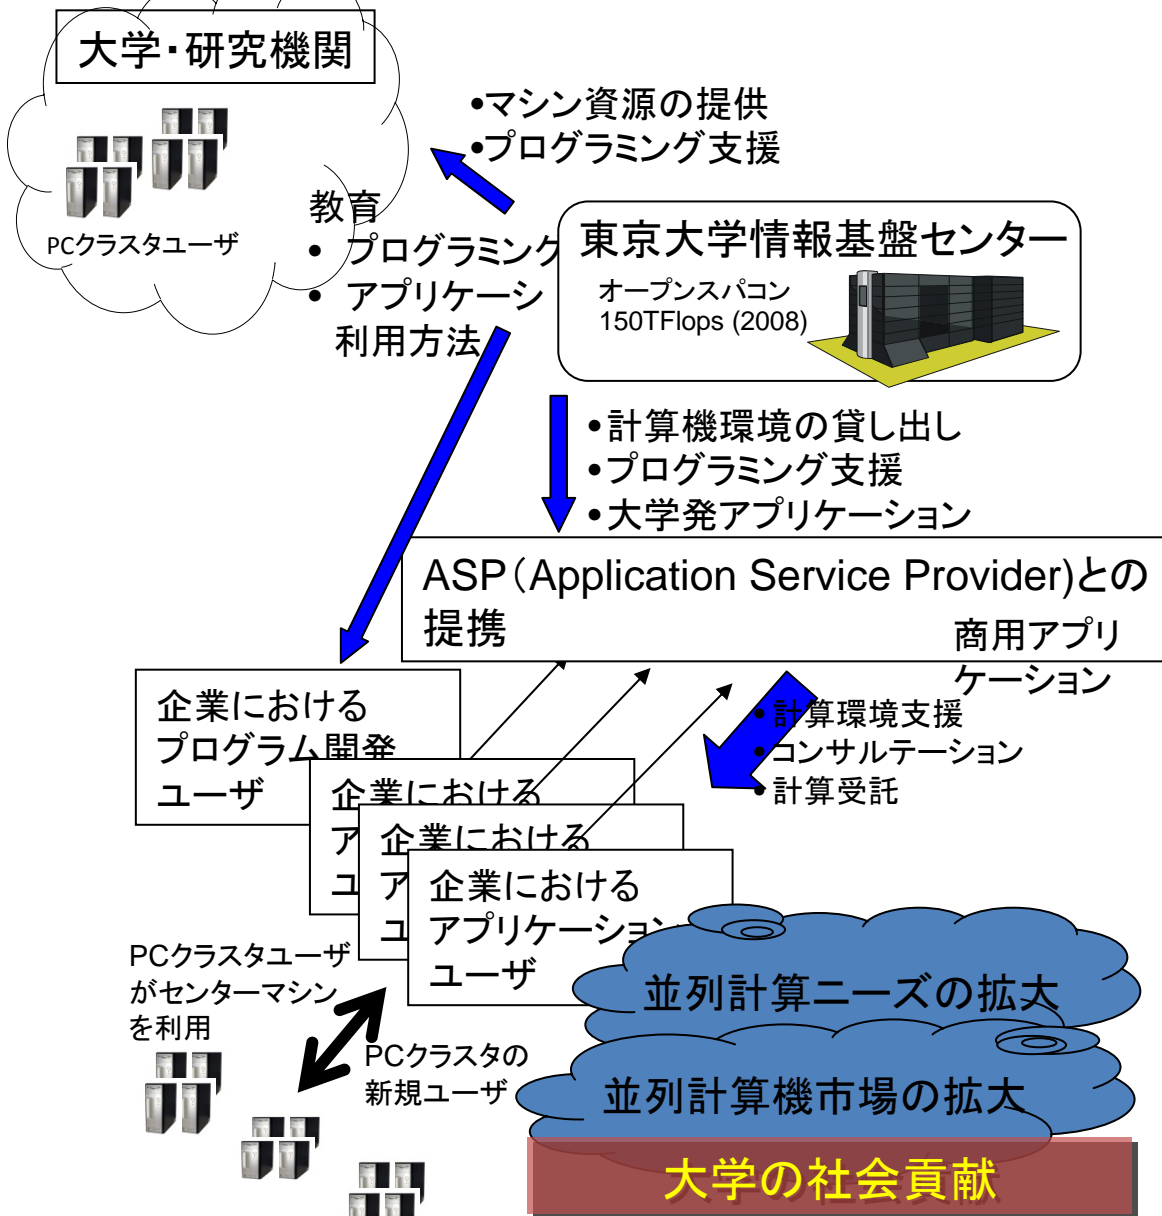 大学・研究機関
PCクラスタユーザ
•マシン資源の提供
•プログラミング支援
教育
• プログラミング
• アプリケーシ
利用方法
東京大学情報基盤センター
オープンスパコン
150TFlops (2008)
•計算機環境の貸し出し
•プログラミング支援
•大学発アプリケーション
ASP(Application Service Provider)との
提携
商用アプリ
ケーション
• 計算環境支援
• コンサルテーション
• 計算受託
企業における
プログラム開発
ユーザ
企業における
ア
ユ
企業における
ア
ユ
企業における
アプリケーション
ユーザ
PCクラスタユーザ
がセンターマシン
を利用
PCクラスタの
新規ユーザ
並列計算ニーズの拡大
並列計算機市場の拡大
大学の社会貢献